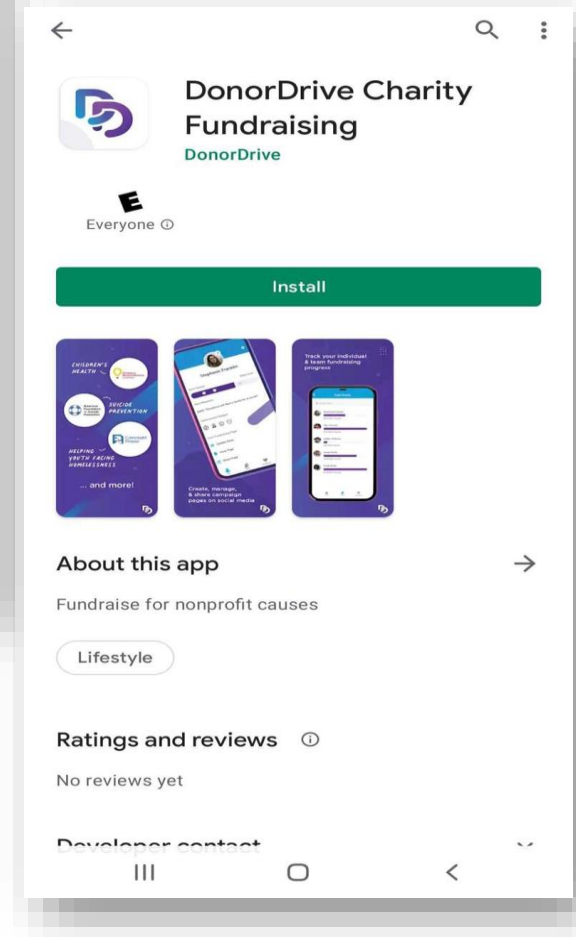 DonorDrive Charity
Fundraising
DonorDrive
E
Everyone
Install
CHILDREN'S
HEALTH
SUICIDE
PREVENTION
HELPING
YOUTH FACING
HOMELESSNESS
... and more!
Create, manage,
& share campaign
pages on social media
Track your individual
& team fundraising
progress
About this app
Fundraise for nonprofit causes
Lifestyle
Ratings and reviews
No reviews yet
Developer contact